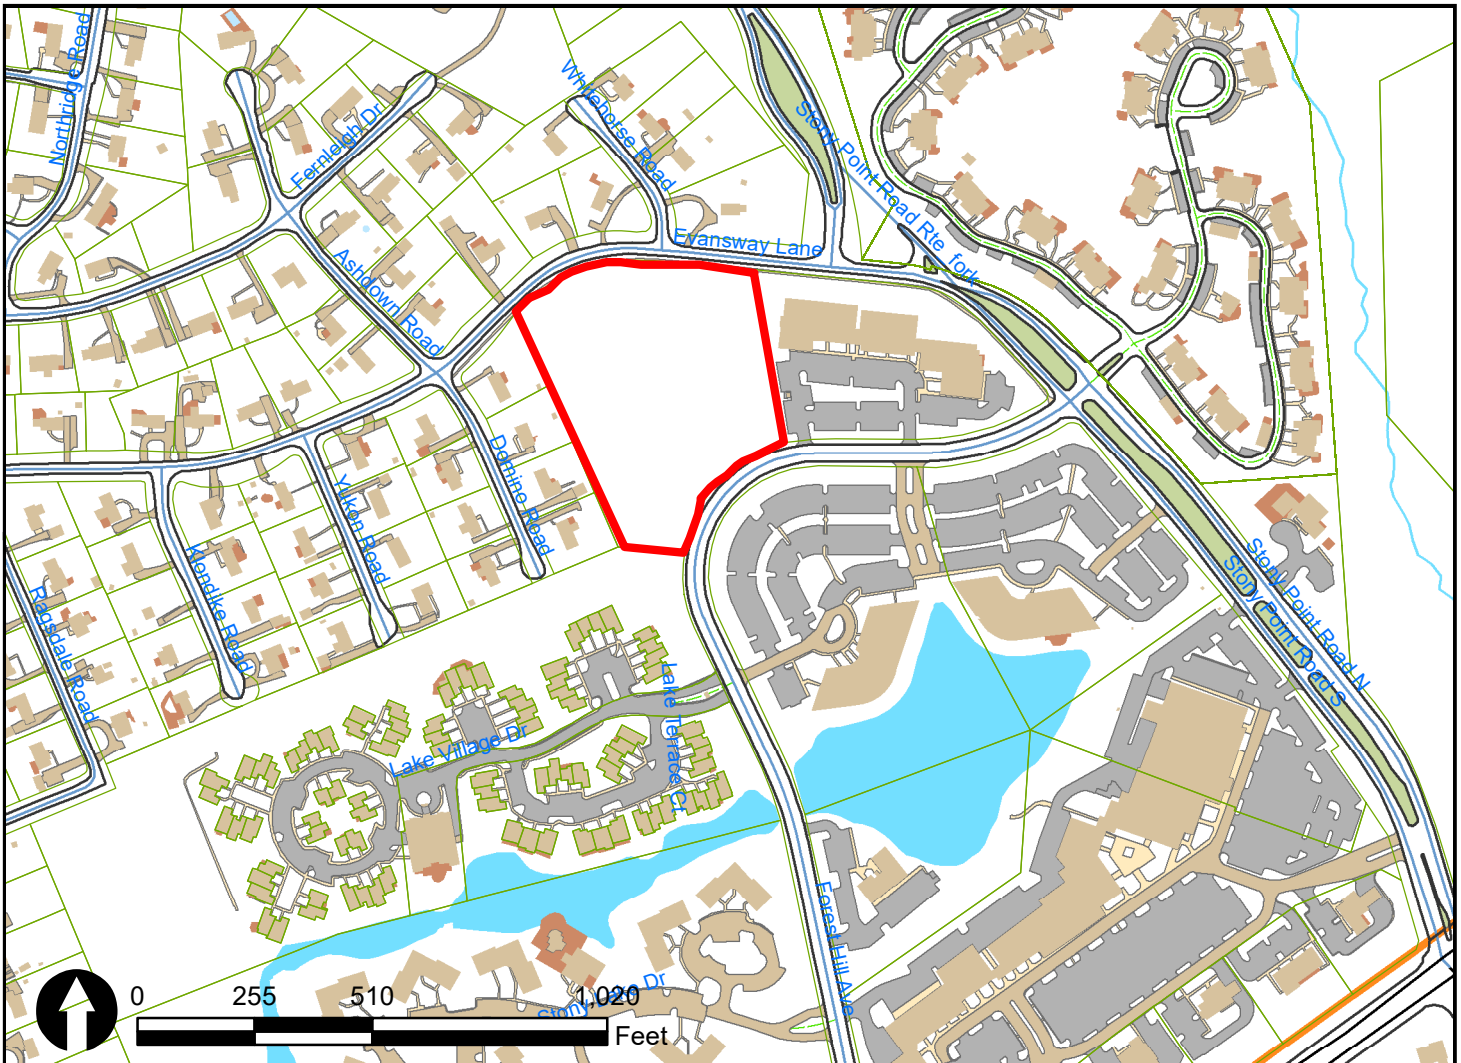 Northridge Road
Fernleigh Dr
Whitehorse Road
Stony Point Road Rte fork
Evansway Lane
Ashdown Road
Domino Road
Yukon Road
Klondike Road
Ragsdale Road
Stony Point Road N
Stony Point Road S
Lake Terrace Ct
Lake Village Dr
Forest Hill Ave
Stony Lake Dr
0 255 510 1,020
Feet